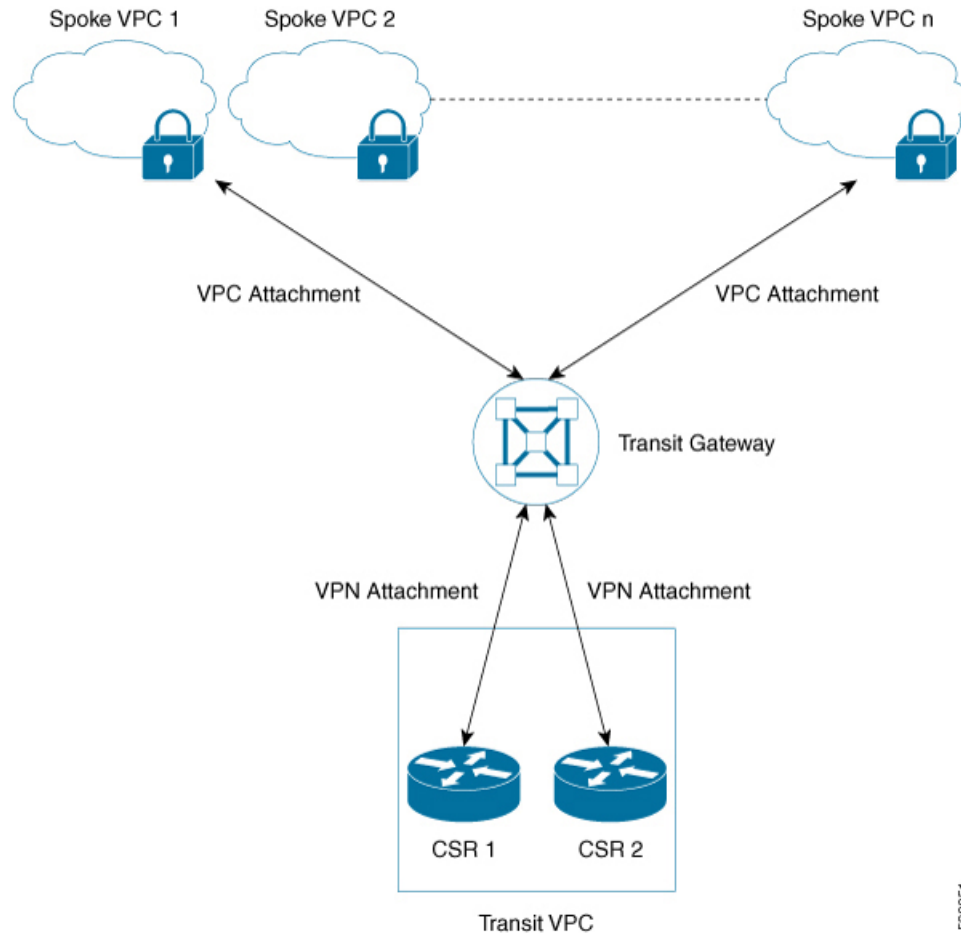 Spoke VPC 1
Spoke VPC 2
Spoke VPC n
VPC Attachment
VPC Attachment
Transit Gateway
VPN Attachment
VPN Attachment
CSR 1
CSR 2
Transit VPC